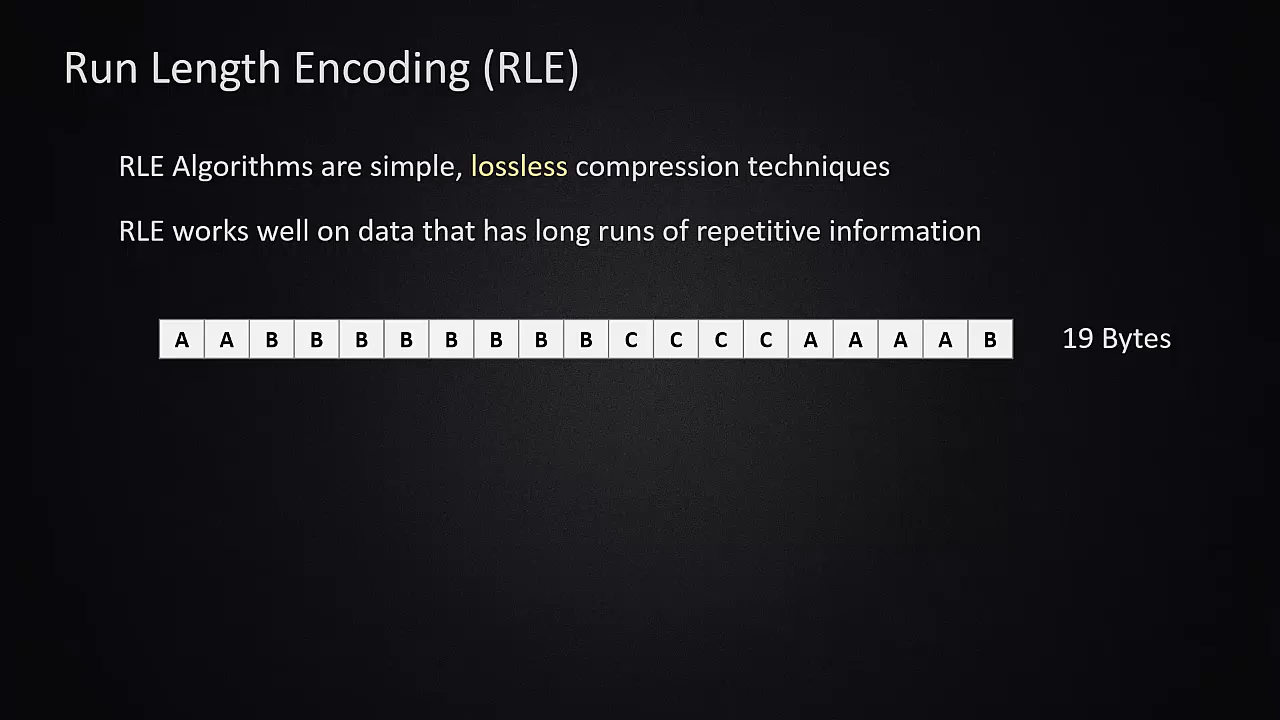 Run Length Encoding (RLE)
RLE Algorithms are simple, lossless compression techniques
RLE works well on data that has long runs of repetitive information
A A B B B B B B B B C C C C A A A A B 19 Bytes